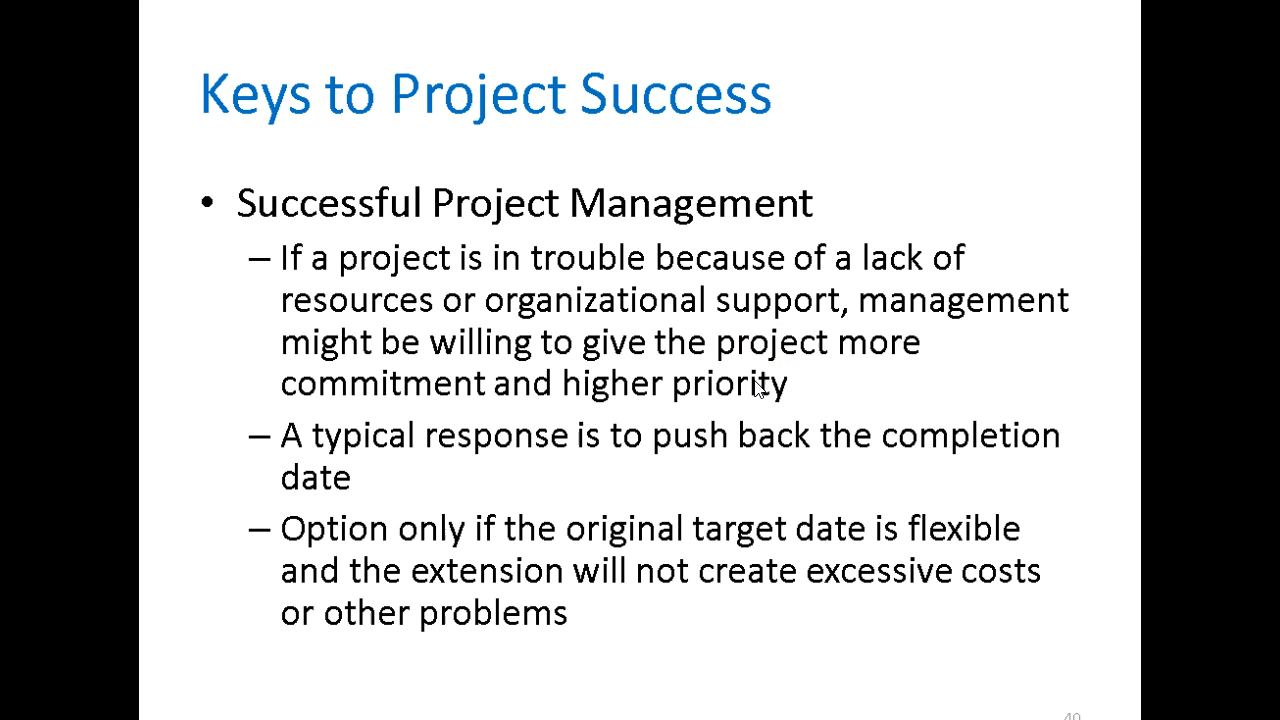 Keys to Project Success
• Successful Project Management
– If a project is in trouble because of a lack of
resources or organizational support, management
might be willing to give the project more
commitment and higher priority
– A typical response is to push back the completion
date
– Option only if the original target date is flexible
and the extension will not create excessive costs
or other problems
40